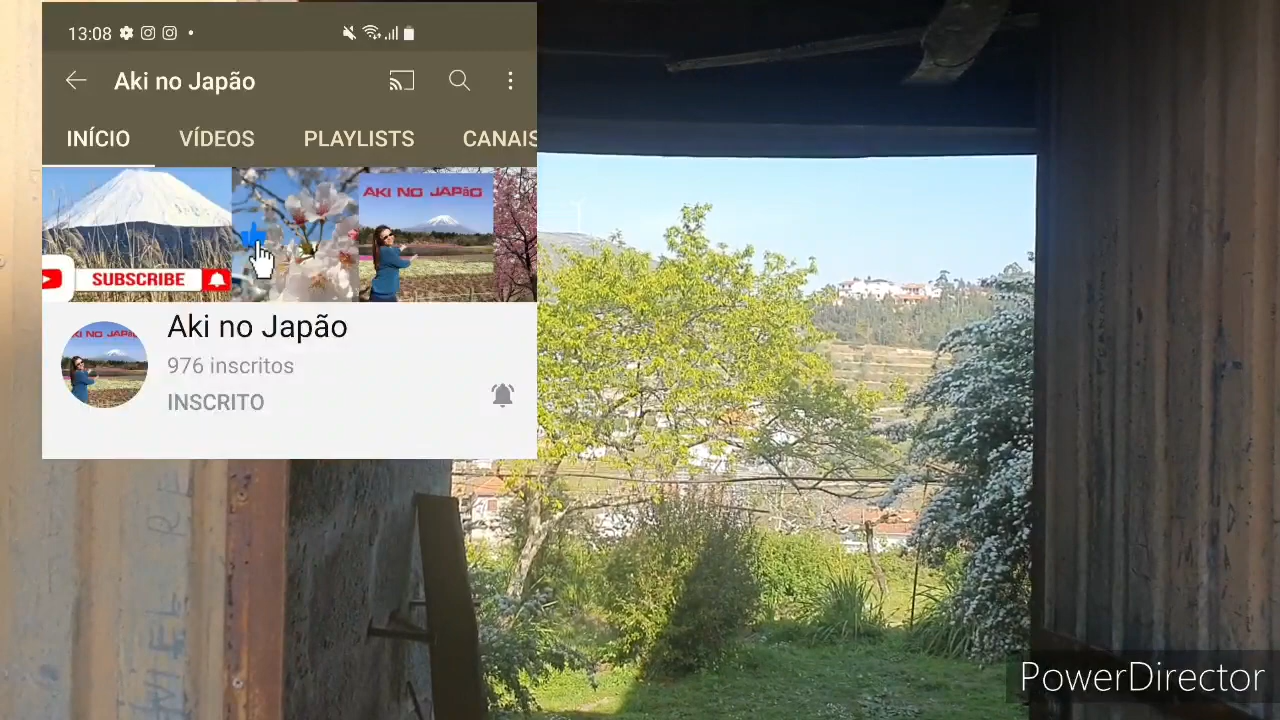 13:08
Aki no Japão
INÍCIO VÍDEOS PLAYLISTS CANAIS
AKI NO JAPão
SUBSCRIBE
Aki no Japão
976 inscritos
INSCRITO
PowerDirector